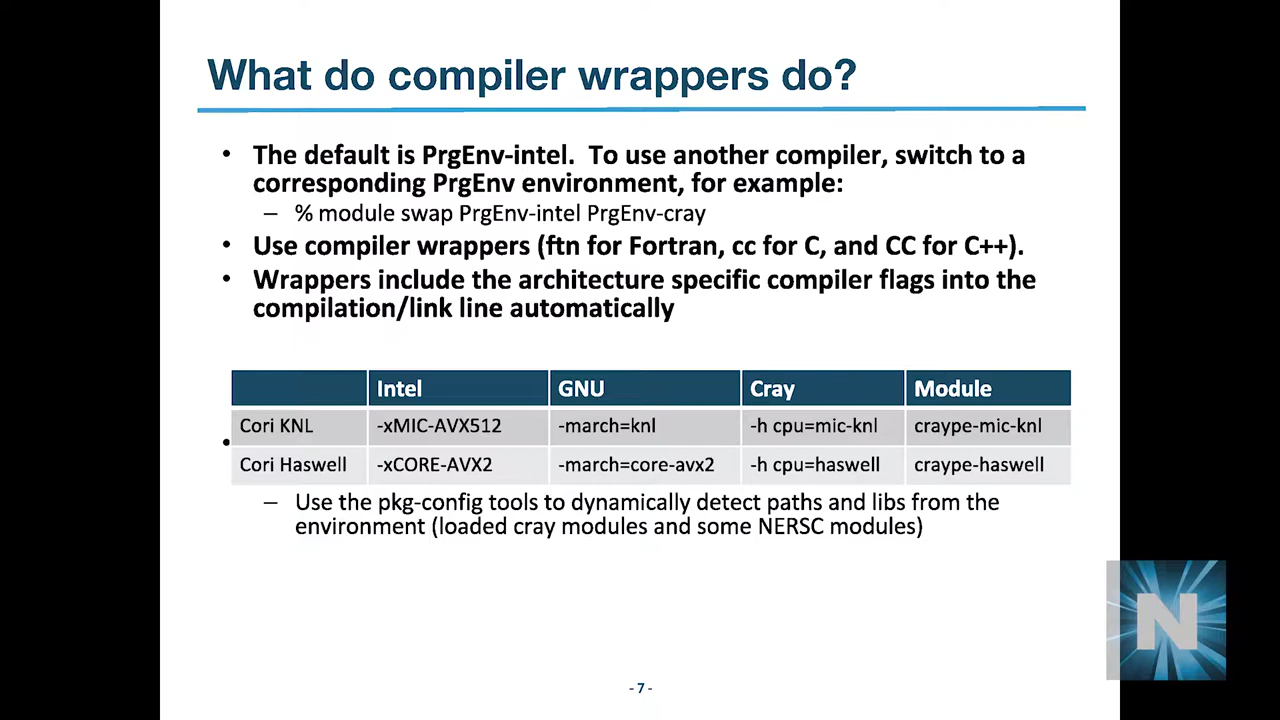 What do compiler wrappers do?
• The default is PrgEnv-intel. To use another compiler, switch to a
corresponding PrgEnv environment, for example:
– % module swap PrgEnv-intel PrgEnv-cray
• Use compiler wrappers (ftn for Fortran, cc for C, and CC for C++).
• Wrappers include the architecture specific compiler flags into the
compilation/link line automatically
Intel GNU Cray Module
Cori KNL -xMIC-AVX512 -march=knl -h cpu=mic-knl craype-mic-knl
•
Cori Haswell -xCORE-AVX2 -march=core-avx2 -h cpu=haswell craype-haswell
– Use the pkg-config tools to dynamically detect paths and libs from the
environment (loaded cray modules and some NERSC modules)
N
- 7 -